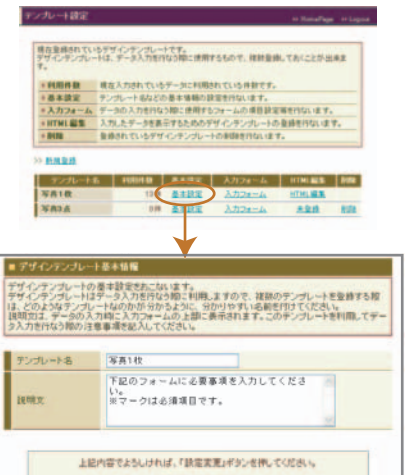 テンプレート設定
>> HomePage >> Logout
現在登録されているデザインテンプレートです。
デザインテンプレートは、データ入力を行なう際に使用するもので、複数登録しておくことが出来ま
す。
利用件数 現在入力されているデータに利用されている件数です。
基本設定 テンプレート名などの基本情報の設定を行ないます。
入力フォーム データの入力を行なう際に使用するフォームの項目設定等を行ないます。
HTML編集 入力したデータを表示するためのデザインテンプレートの登録を行ないます。
削除 登録されているデザインテンプレートの削除を行ないます。
>> 新規登録
テンプレート名 利用件数 基本設定 入力フォーム HTML編集 削除
写真1枚 基本設定 入力フォーム HTML編集
写真3点 0件 基本設定 入力フォーム 未登録 削除
デザインテンプレート基本情報
デザインテンプレートの基本設定をおこないます。
デザインテンプレートはデータ入力を行なう際に利用しますので、複数のテンプレートを登録する際
は、どのようなテンプレートなのかが分かるように、分かりやすい名前を付けてください。
説明文は、データの入力時に入力フォームの上部に表示されます。このテンプレートを利用してデー
タ入力を行なう際の注意事項を記入してください。
テンプレート名 写真1枚
説明文 下記のフォームに必要事項を入力してくださ
い。
※マークは必須項目です。
上記内容でよろしければ、「設定変更」ボタンを押してください。